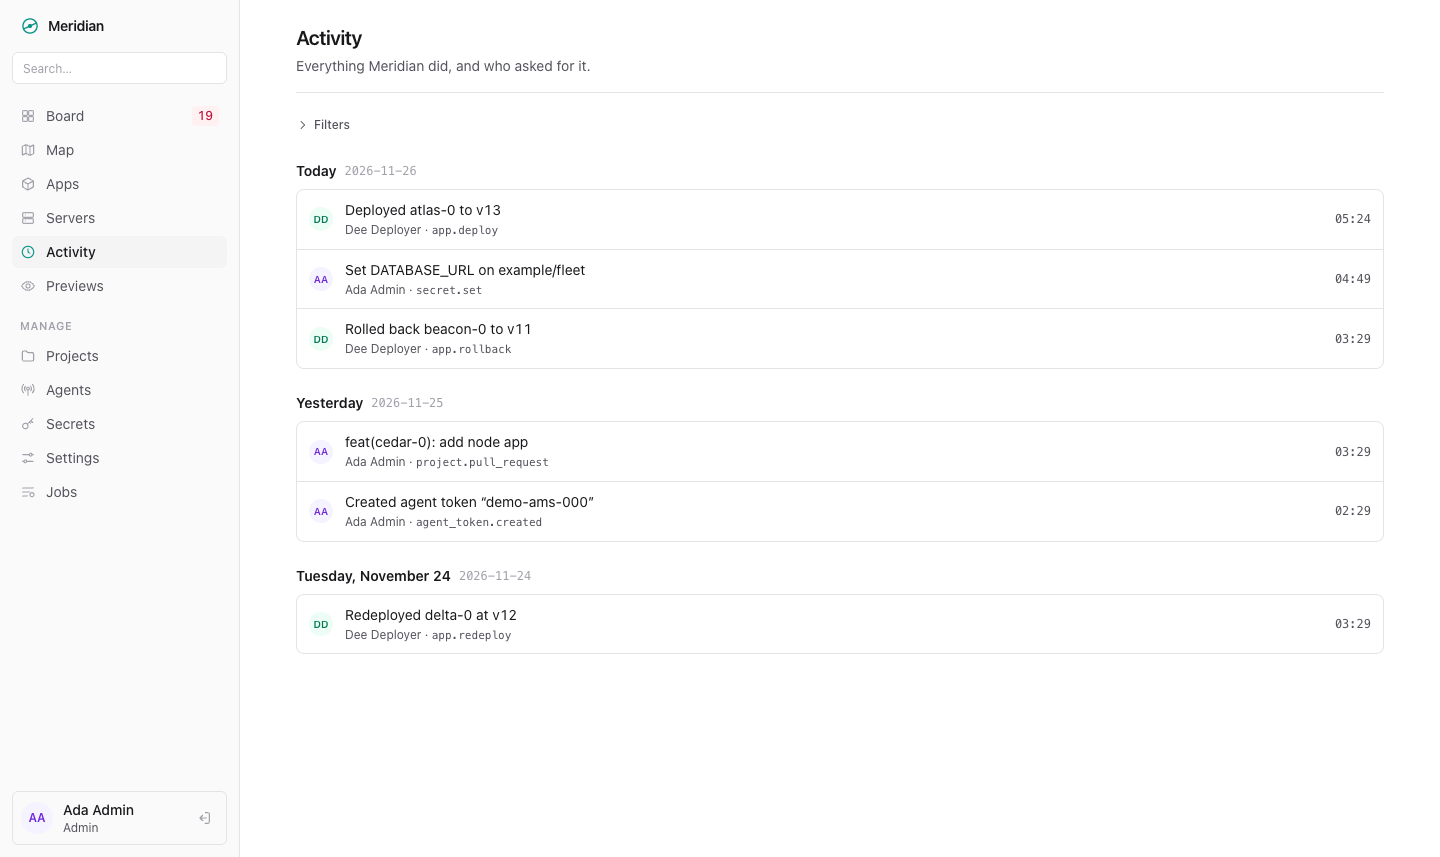 Meridian
Search...
Board 19
Map
Apps
Servers
Activity
Previews
MANAGE
Projects
Agents
Secrets
Settings
Jobs
AA Ada Admin
Admin
Activity
Everything Meridian did, and who asked for it.
Filters
Today 2026-11-26
DD Deployed atlas-0 to v13
Dee Deployer · app.deploy
05:24
AA Set DATABASE_URL on example/fleet
Ada Admin · secret.set
04:49
DD Rolled back beacon-0 to v11
Dee Deployer · app.rollback
03:29
Yesterday 2026-11-25
AA feat(cedar-0): add node app
Ada Admin · project.pull_request
03:29
AA Created agent token “demo-ams-000”
Ada Admin · agent_token.created
02:29
Tuesday, November 24 2026-11-24
DD Redeployed delta-0 at v12
Dee Deployer · app.redeploy
03:29